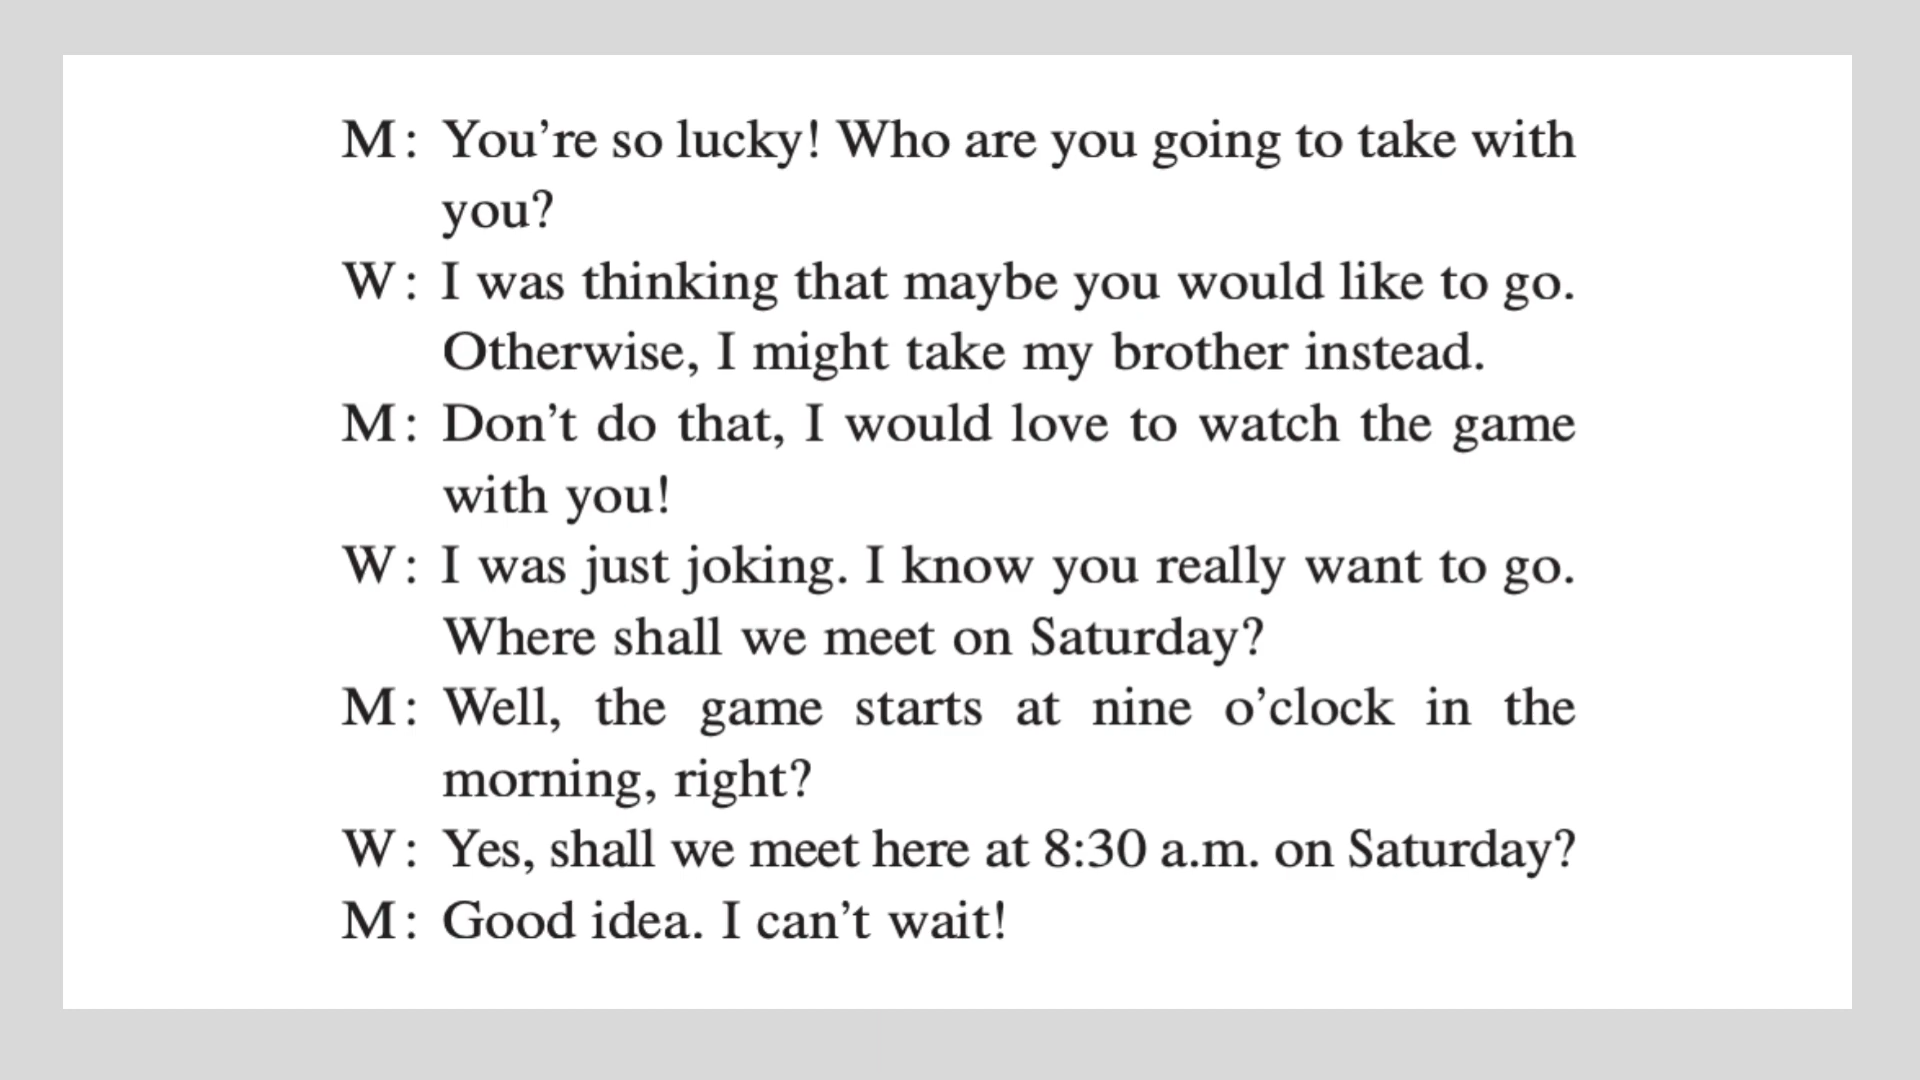 M: You’re so lucky! Who are you going to take with
you?
W: I was thinking that maybe you would like to go.
Otherwise, I might take my brother instead.
M: Don’t do that, I would love to watch the game
with you!
W: I was just joking. I know you really want to go.
Where shall we meet on Saturday?
M: Well, the game starts at nine o’clock in the
morning, right?
W: Yes, shall we meet here at 8:30 a.m. on Saturday?
M: Good idea. I can’t wait!